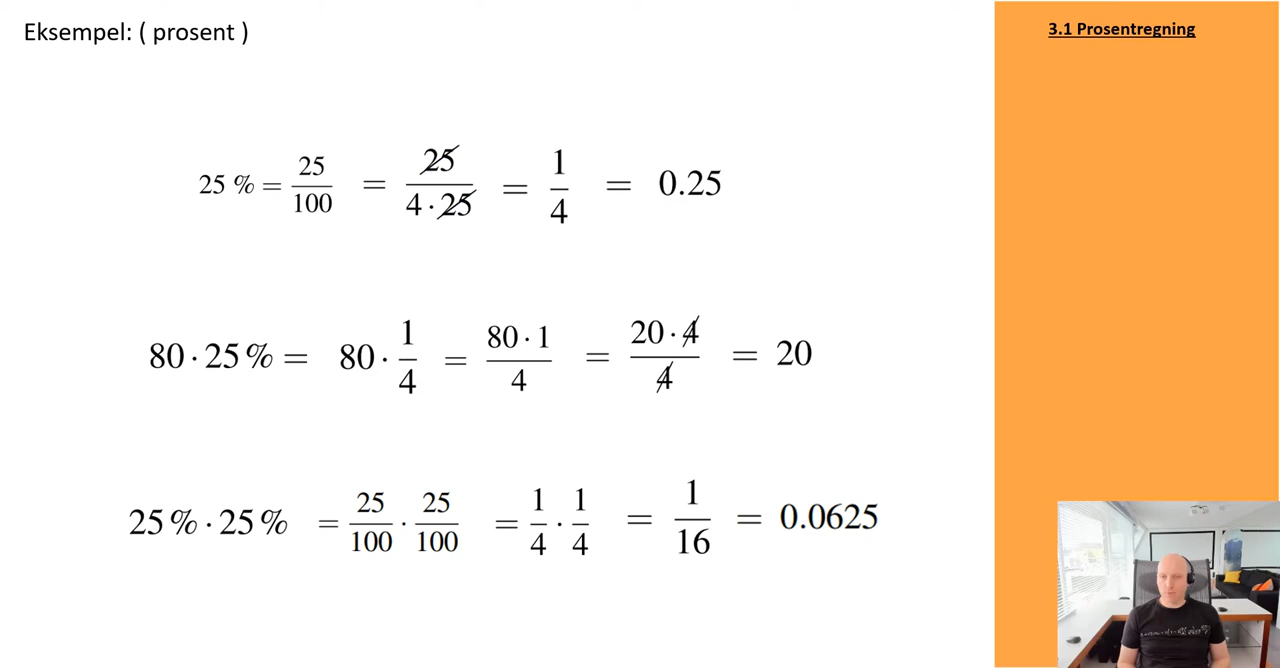 Eksempel: ( prosent )
3.1 Prosentregning
25 % = 25/100 = 25/(4 · 25) = 1/4 = 0.25
80 · 25 % = 80 · 1/4 = (80 · 1)/4 = (20 · 4)/4 = 20
25 % · 25 % = 25/100 · 25/100 = 1/4 · 1/4 = 1/16 = 0.0625